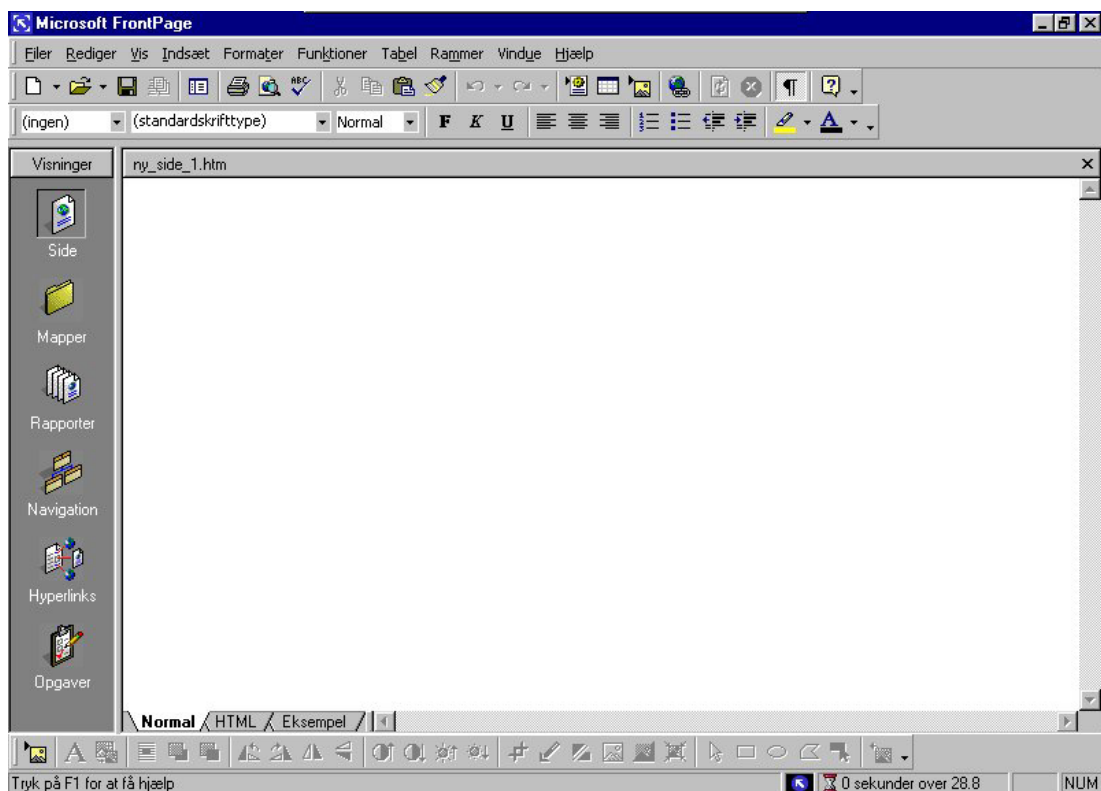 Microsoft FrontPage
Filer Rediger Vis Indsæt Formater Funktioner Tabel Rammer Vindue Hjælp
(ingen) (standardskrifttype) Normal F K U A
Visninger ny_side_1.htm
Side
Mapper
Rapporter
Navigation
Hyperlinks
Opgaver
Normal HTML Eksempel
Tryk på F1 for at få hjælp 0 sekunder over 28.8 NUM